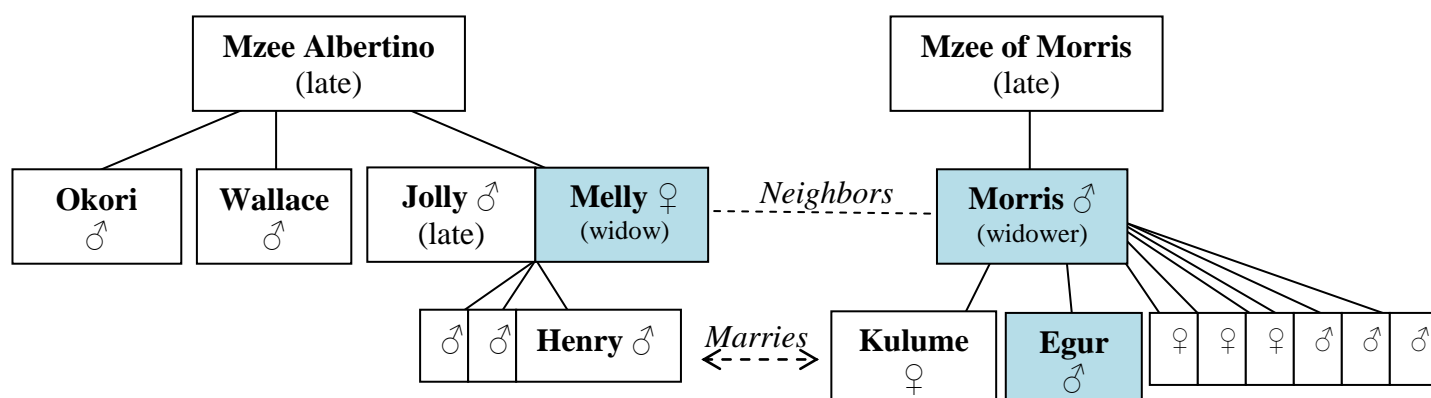 Mzee Albertino
(late)
Mzee of Morris
(late)
Okori
♂
Wallace
♂
Jolly ♂
(late)
Melly ♀
(widow)
Neighbors
Morris ♂
(widower)
♂
♂
Henry ♂
Marries
Kulume
♀
Egur
♂
♀
♀
♀
♂
♂
♂